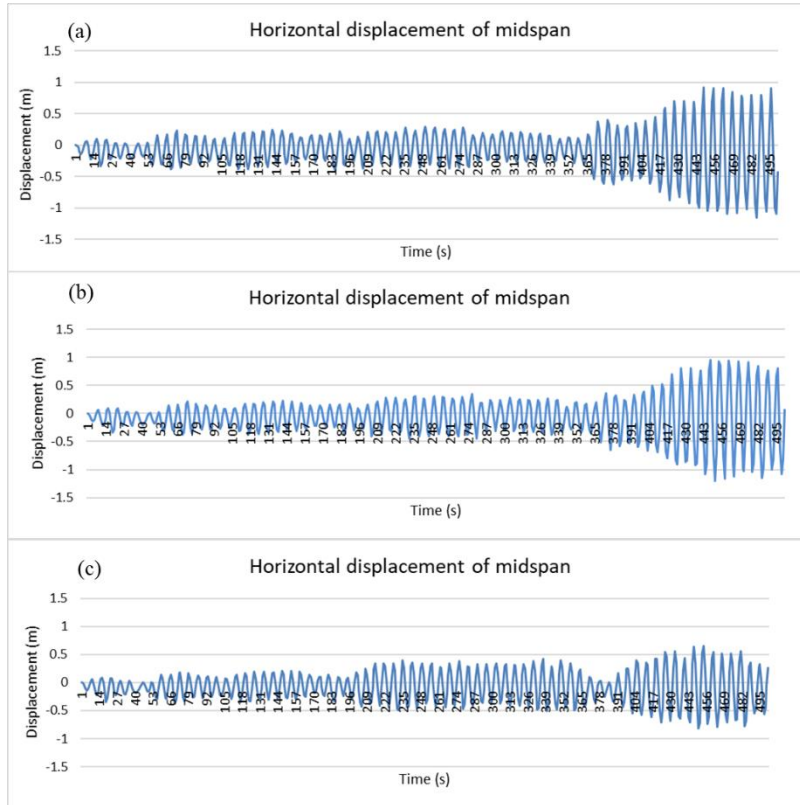 (a)
Horizontal displacement of midspan
1.5
1
0.5
0
-0.5
-1
-1.5
Displacement (m)
1 14 27 40 53 66 79 92 105 118 131 144 157 170 183 196 209 222 235 248 261 274 287 300 313 326 339 352 365 378 391 404 417 430 443 456 469 482 495
Time (s)
(b)
Horizontal displacement of midspan
1.5
1
0.5
0
-0.5
-1
-1.5
Displacement (m)
1 14 27 40 53 66 79 92 105 118 131 144 157 170 183 196 209 222 235 248 261 274 287 300 313 326 339 352 365 378 391 404 417 430 443 456 469 482 495
Time (s)
(c)
Horizontal displacement of midspan
1.5
1
0.5
0
-0.5
-1
-1.5
Displacement (m)
1 14 27 40 53 66 79 92 105 118 131 144 157 170 183 196 209 222 235 248 261 274 287 300 313 326 339 352 365 378 391 404 417 430 443 456 469 482 495
Time (s)